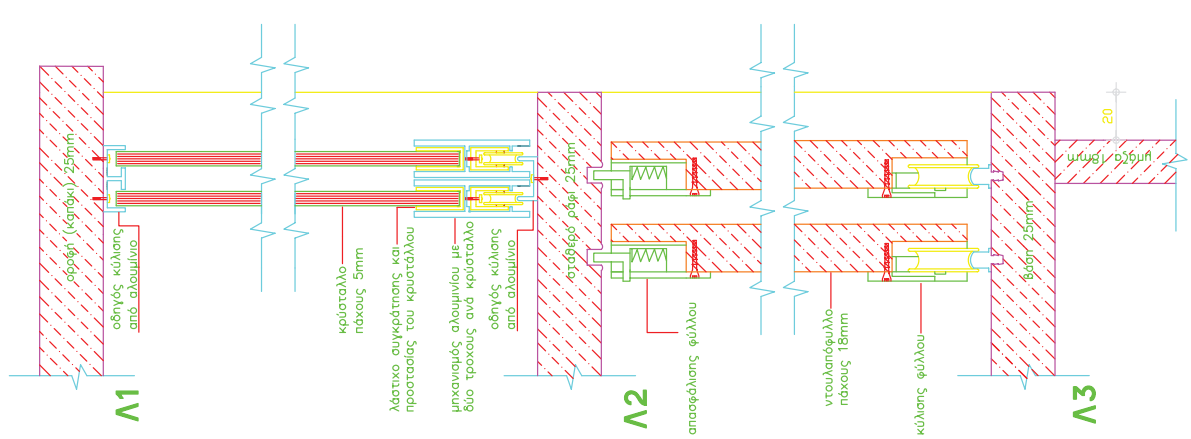 οροφή (καπάκι) 25mm
οδηγός κύλισης
από αλουμίνιο
κρύσταλλο
πάχους 5mm
λάστιχο συγκράτησης και
προστασίας του κρυστάλλου
μηχανισμός αλουμινίου με
δύο τροχους ανά κρύσταλλο
οδηγός κύλισης
από αλουμίνιο
σταθερό ράφι 25mm
απασφάλισης φύλλου
ντουλαπόφυλλο
πάχους 18mm
κύλισης φύλλου
βάση 25mm
μπάζα 18mm
20
Λ1
Λ2
Λ3